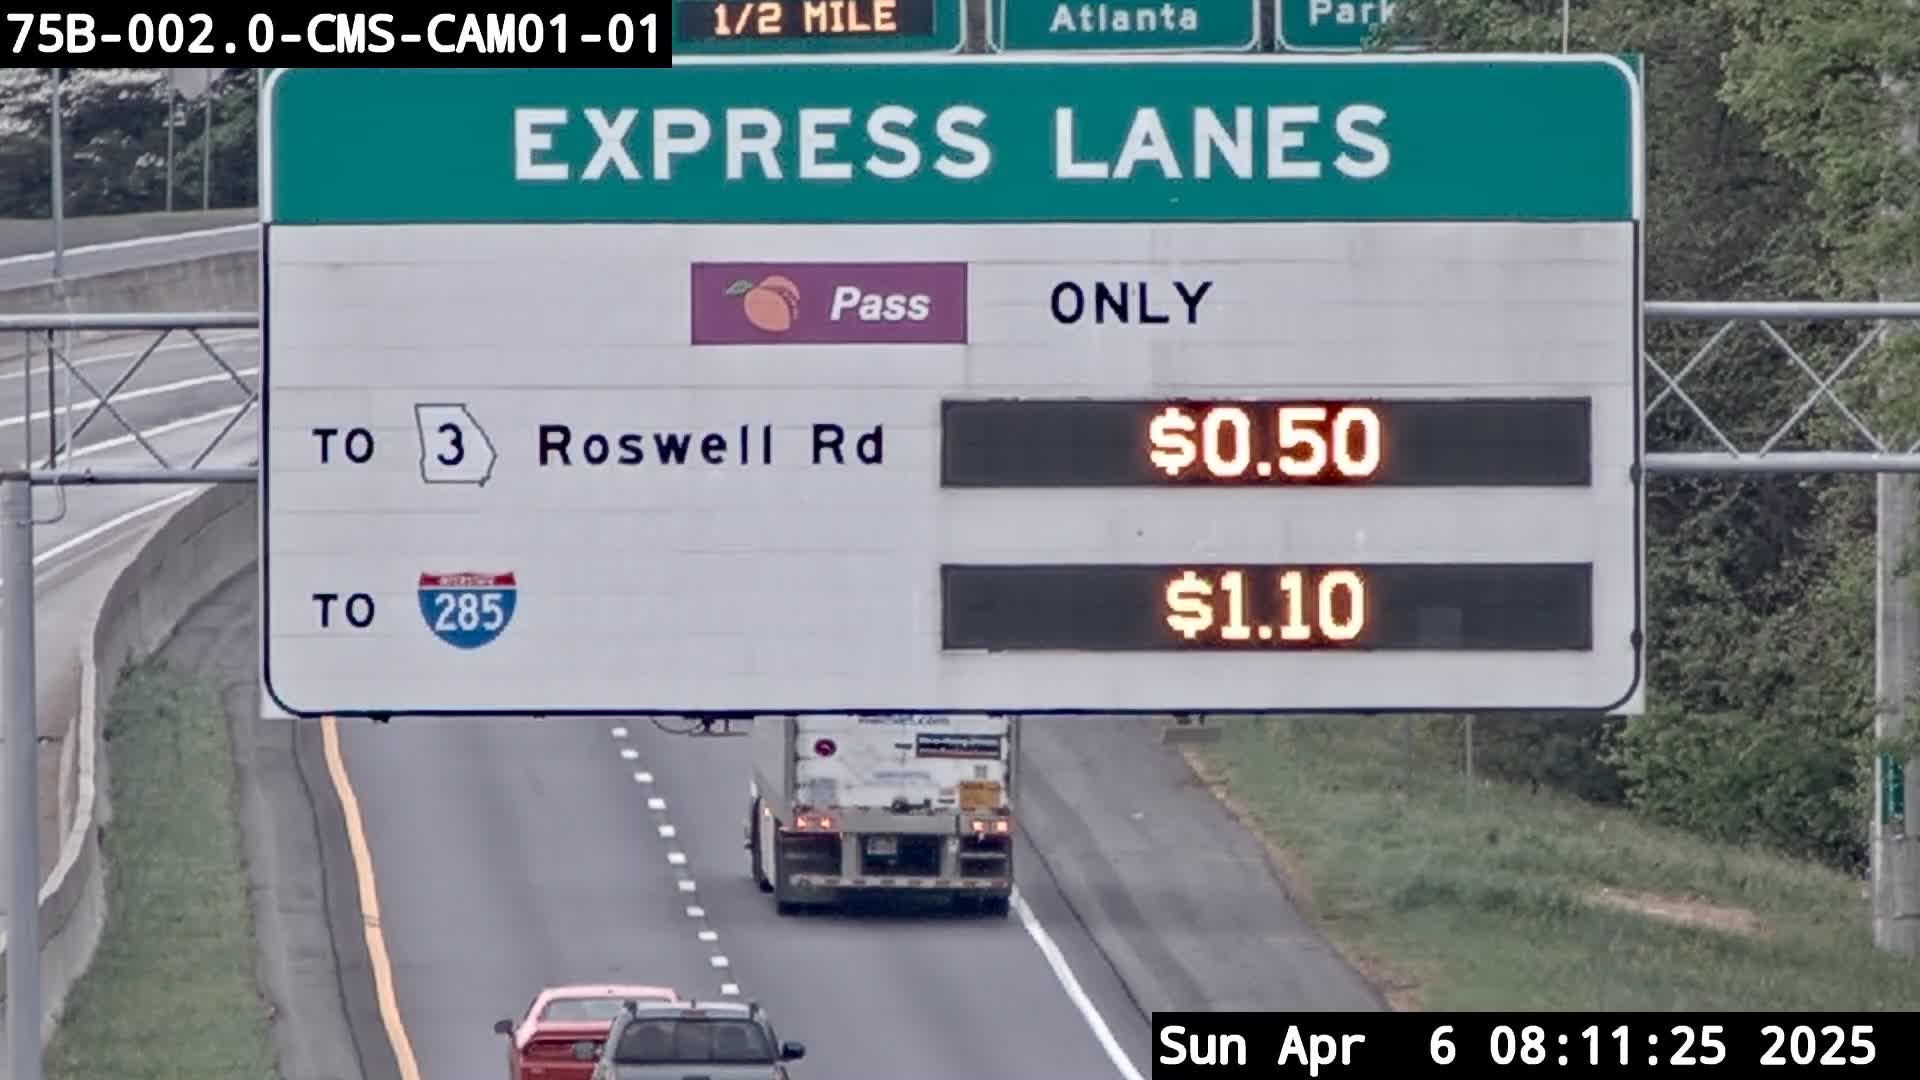 75B-002.0-CMS-CAM01-01
1/2 MILE
Atlanta
Park
EXPRESS LANES
Pass ONLY
TO 3 Roswell Rd $0.50
TO 285 $1.10
Sun Apr 6 08:11:25 2025